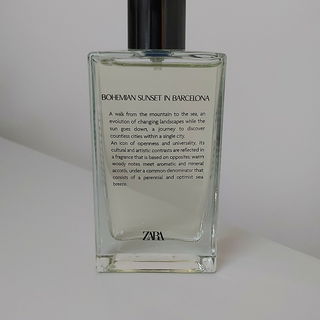 BOHEMIAN SUNSET IN BARCELONA
A walk from the mountain to the sea, an
evolution of changing landscapes while the
sun goes down, a journey to discover
countless cities within a single city.
An icon of openness and universality, its
cultural and artistic contrasts are reflected in
a fragrance that is based on opposites: warm
woody notes meet aromatic and mineral
accords, under a common denominator that
consists of a perennial and optimist sea
breeze.
ZARA